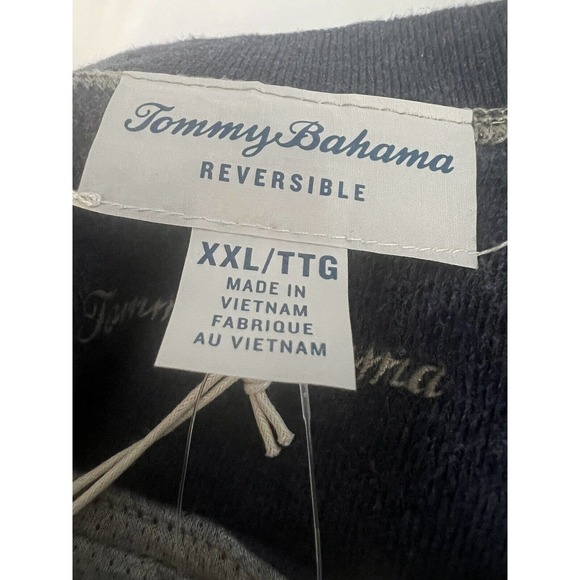 Tommy Bahama
REVERSIBLE
XXL/TTG
MADE IN
VIETNAM
FABRIQUE
AU VIETNAM